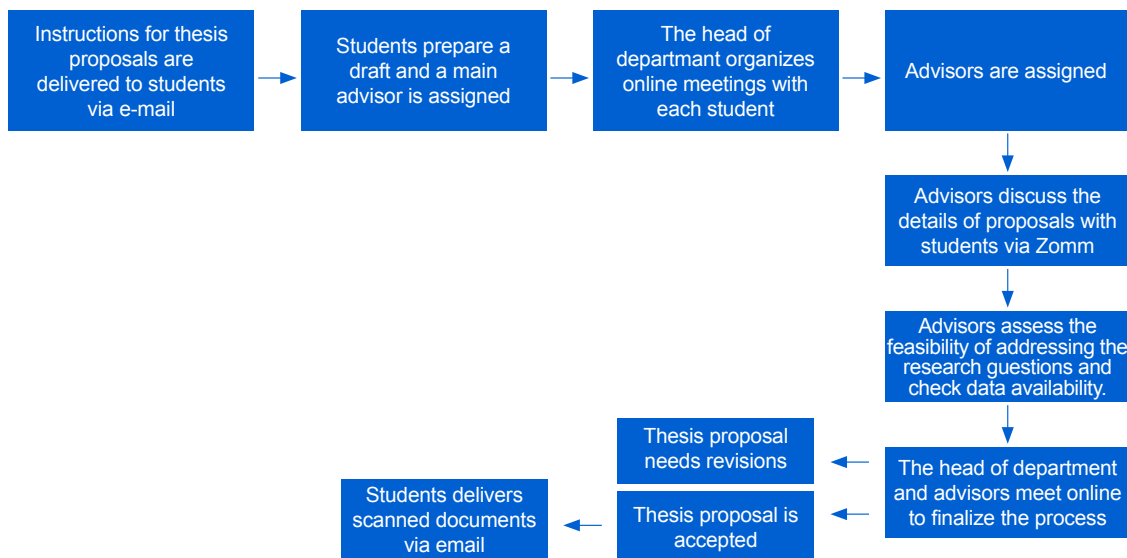 Instructions for thesis
proposals are
delivered to students
via e-mail
Students prepare a
draft and a main
advisor is assigned
The head of
departmant organizes
online meetings with
each student
Advisors are assigned
Advisors discuss the
details of proposals with
students via Zomm
Advisors assess the
feasibility of addressing the
research guestions and
check data availability.
The head of department
and advisors meet online
to finalize the process
Thesis proposal
needs revisions
Thesis proposal is
accepted
Students delivers
scanned documents
via email